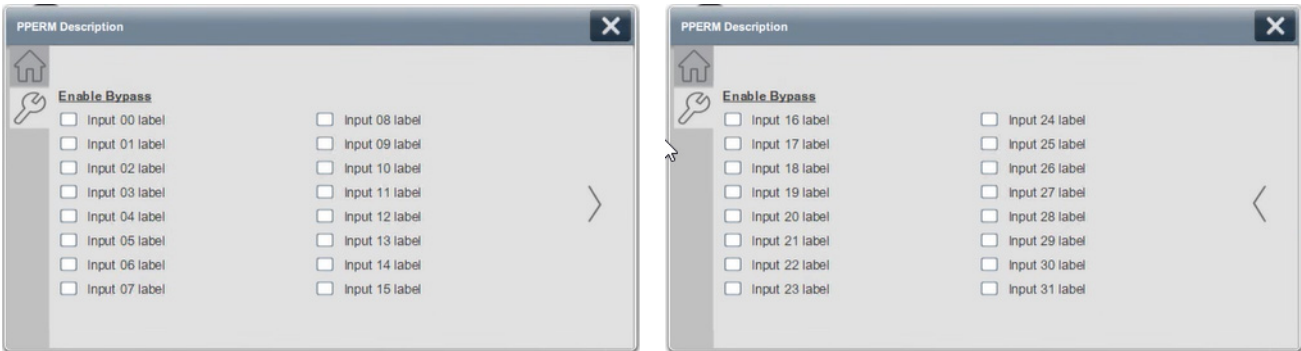 PPERM Description
Enable Bypass
Input 00 label Input 08 label
Input 01 label Input 09 label
Input 02 label Input 10 label
Input 03 label Input 11 label
Input 04 label Input 12 label
Input 05 label Input 13 label
Input 06 label Input 14 label
Input 07 label Input 15 label
PPERM Description
Enable Bypass
Input 16 label Input 24 label
Input 17 label Input 25 label
Input 18 label Input 26 label
Input 19 label Input 27 label
Input 20 label Input 28 label
Input 21 label Input 29 label
Input 22 label Input 30 label
Input 23 label Input 31 label